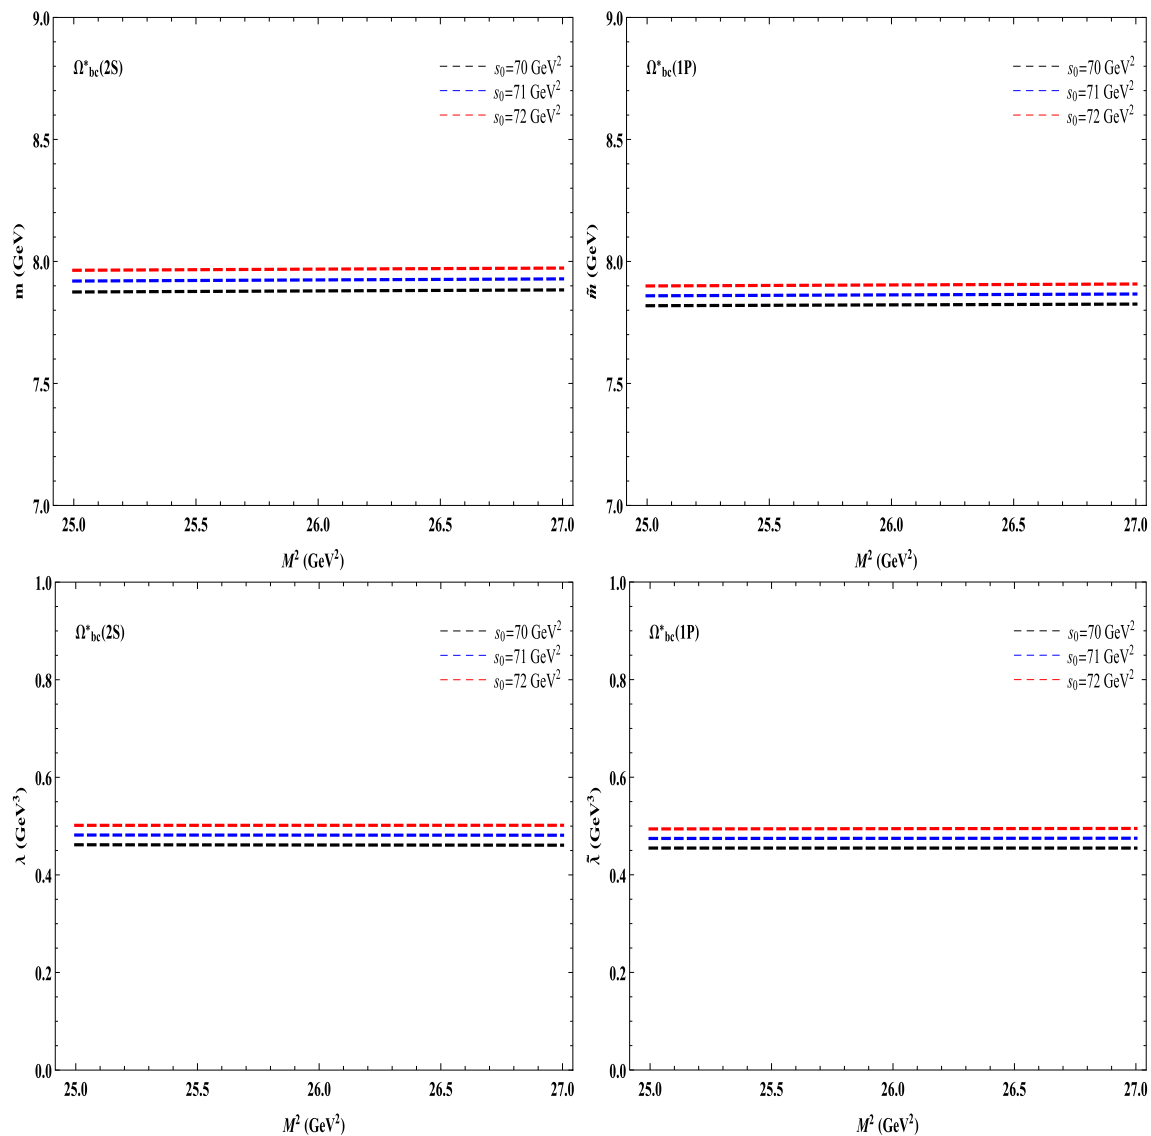 Ω*bc(2S)
s0=70 GeV²
s0=71 GeV²
s0=72 GeV²
m (GeV)
9.0
8.5
8.0
7.5
7.0
25.0 25.5 26.0 26.5 27.0
M² (GeV²)
Ω*bc(1P)
s0=70 GeV²
s0=71 GeV²
s0=72 GeV²
m̃ (GeV)
9.0
8.5
8.0
7.5
7.0
25.0 25.5 26.0 26.5 27.0
M² (GeV²)
Ω*bc(2S)
s0=70 GeV²
s0=71 GeV²
s0=72 GeV²
λ (GeV³)
1.0
0.8
0.6
0.4
0.2
0.0
25.0 25.5 26.0 26.5 27.0
M² (GeV²)
Ω*bc(1P)
s0=70 GeV²
s0=71 GeV²
s0=72 GeV²
λ̃ (GeV³)
1.0
0.8
0.6
0.4
0.2
0.0
25.0 25.5 26.0 26.5 27.0
M² (GeV²)